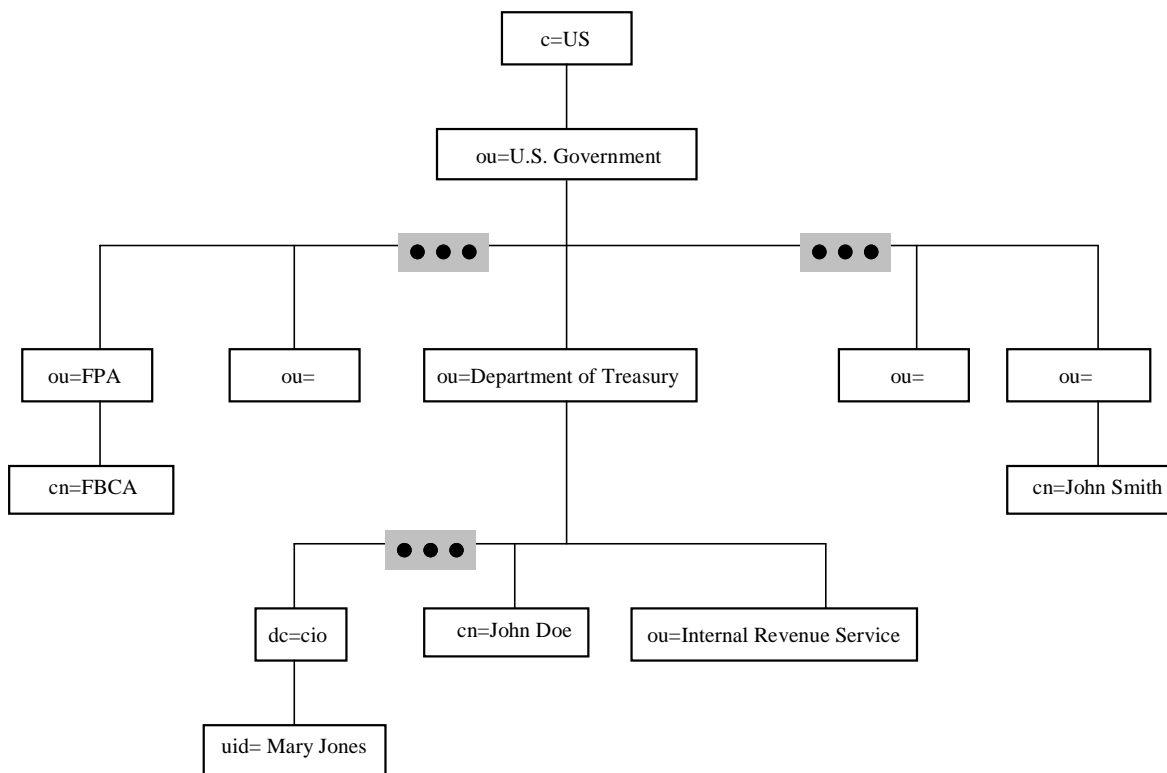 c=US
ou=U.S. Government
ou=FPA
ou=
ou=Department of Treasury
ou=
ou=
cn=FBCA
cn=John Smith
dc=cio
cn=John Doe
ou=Internal Revenue Service
uid= Mary Jones